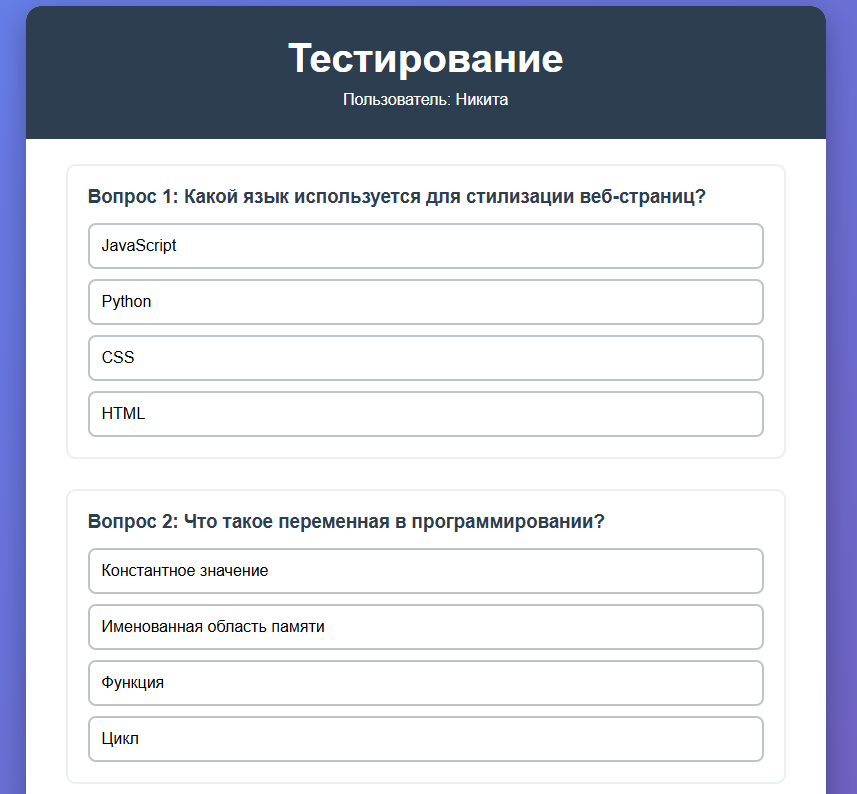 Тестирование
Пользователь: Никита
Вопрос 1: Какой язык используется для стилизации веб-страниц?
JavaScript
Python
CSS
HTML
Вопрос 2: Что такое переменная в программировании?
Константное значение
Именованная область памяти
Функция
Цикл